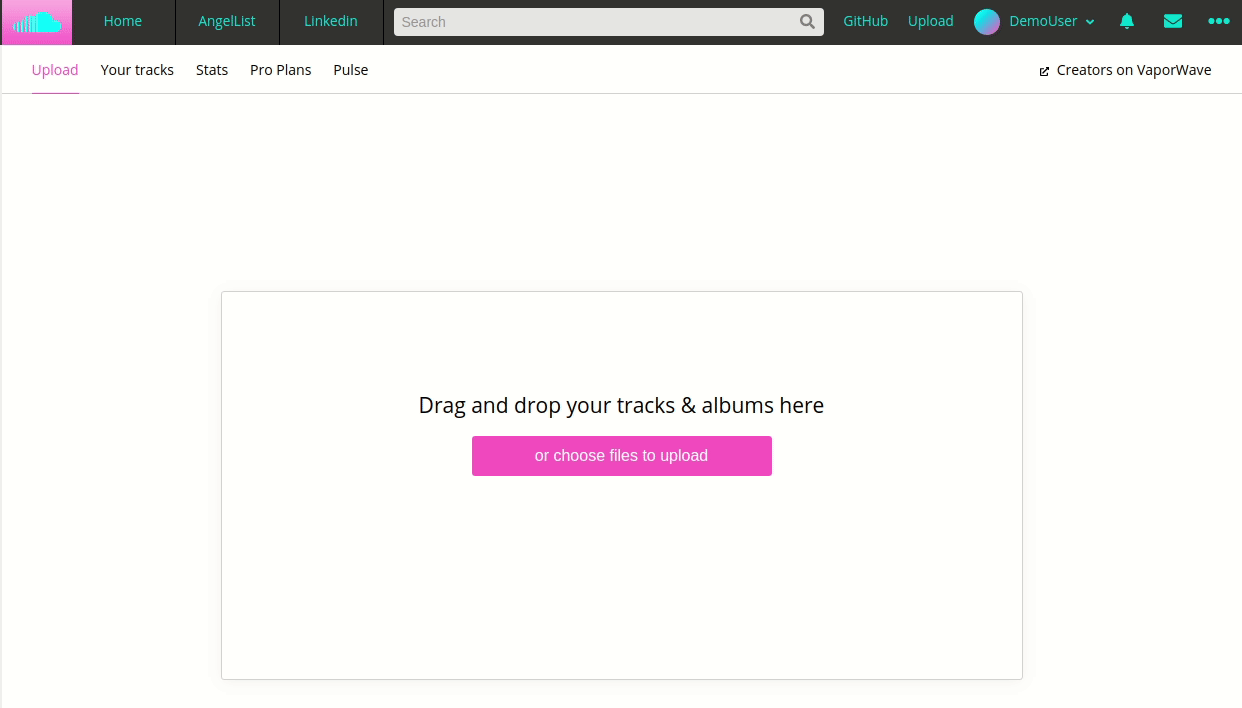 Home AngelList Linkedin Search GitHub Upload DemoUser
Upload Your tracks Stats Pro Plans Pulse Creators on VaporWave
Drag and drop your tracks & albums here
or choose files to upload